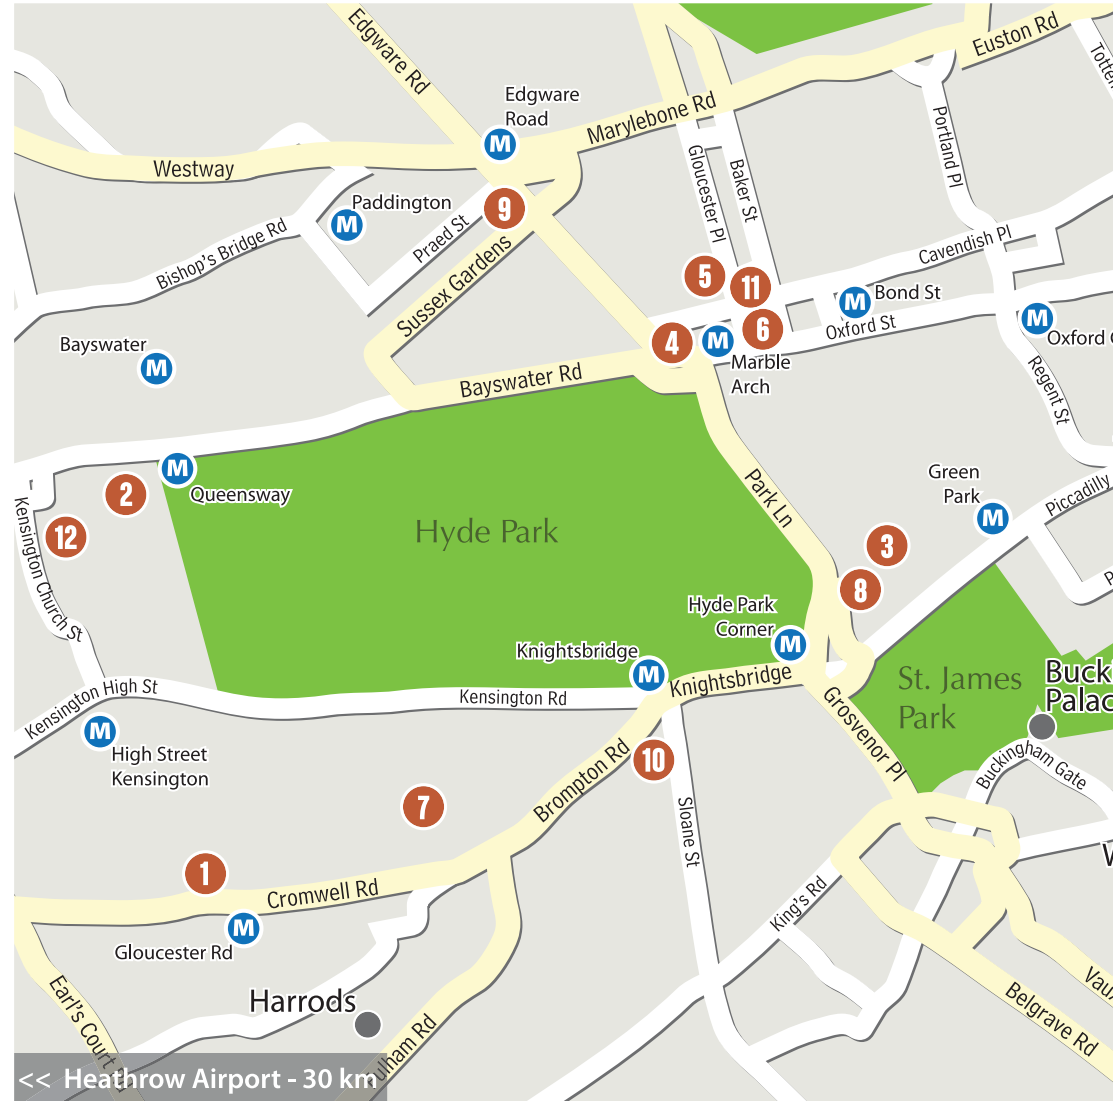 Edgware Rd
Euston Rd
Edgware
Road
M
Marylebone Rd
Westway
Portland Pl
Gloucester Pl
Baker St
Paddington
M
9
Praed St
Bishop's Bridge Rd
Sussex Gardens
Cavendish Pl
5
11
Bond St
M
6
Oxford St
M
Oxford
4
M
Marble
Arch
Bayswater
M
Bayswater Rd
Regent St
M
Queensway
2
12
Kensington Church St
Hyde Park
Park Ln
Green
Park
M
Piccadilly
3
8
Hyde Park
Corner
M
Knightsbridge
M
Knightsbridge
St. James
Park
Buck
Palac
Kensington High St
Kensington Rd
M
High Street
Kensington
Grosvenor Pl
Buckingham Gate
10
Brompton Rd
7
Sloane St
1
Cromwell Rd
M
Gloucester Rd
King's Rd
Earl's Court
Harrods
ulham Rd
Belgrave Rd
Vaux
<< Heathrow Airport - 30 km